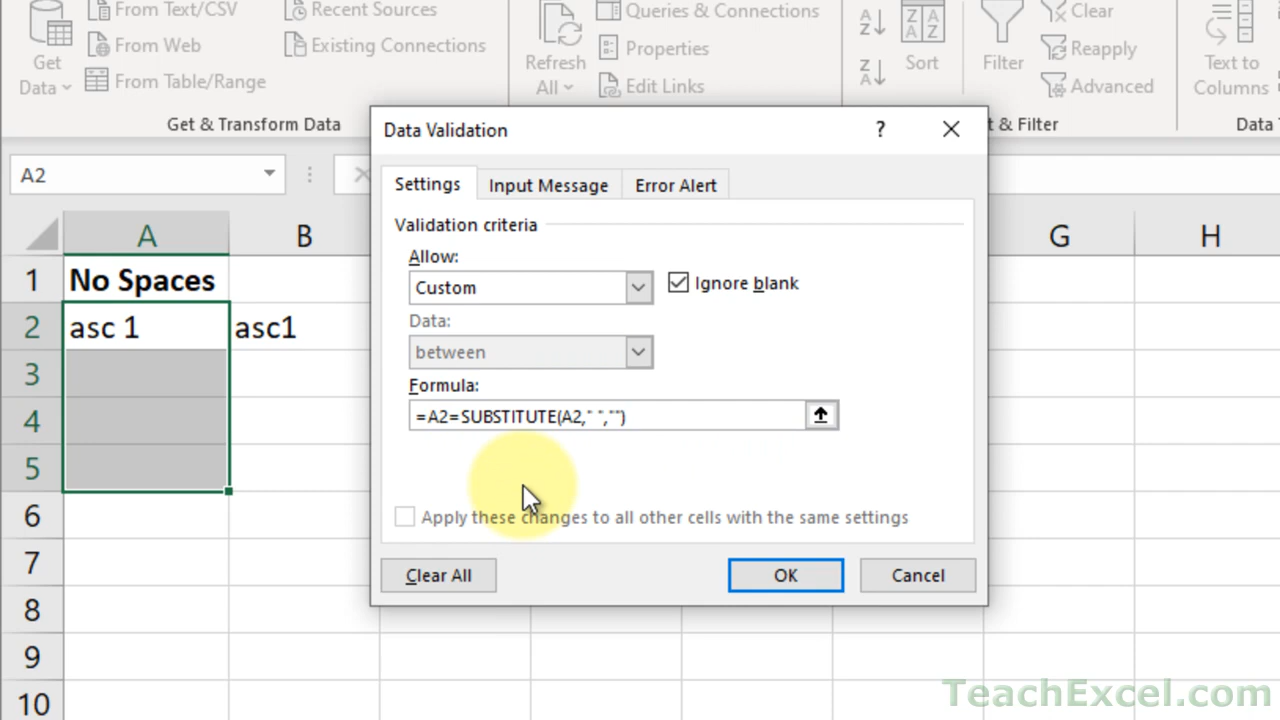 From Text/CSV
Recent Sources
Queries & Connections
Clear
From Web
Existing Connections
Properties
Reapply
Get
Data
From Table/Range
Refresh
All
Edit Links
Sort
Filter
Advanced
Text to
Columns
Get & Transform Data
t & Filter
Data T
Data Validation
?
A2
Settings
Input Message
Error Alert
Validation criteria
Allow:
Custom
Ignore blank
Data:
between
Formula:
=A2=SUBSTITUTE(A2," ","")
Apply these changes to all other cells with the same settings
Clear All
OK
Cancel
A B G H
1 No Spaces
2 asc 1 asc1
3
4
5
6
7
8
9
10
TeachExcel.com